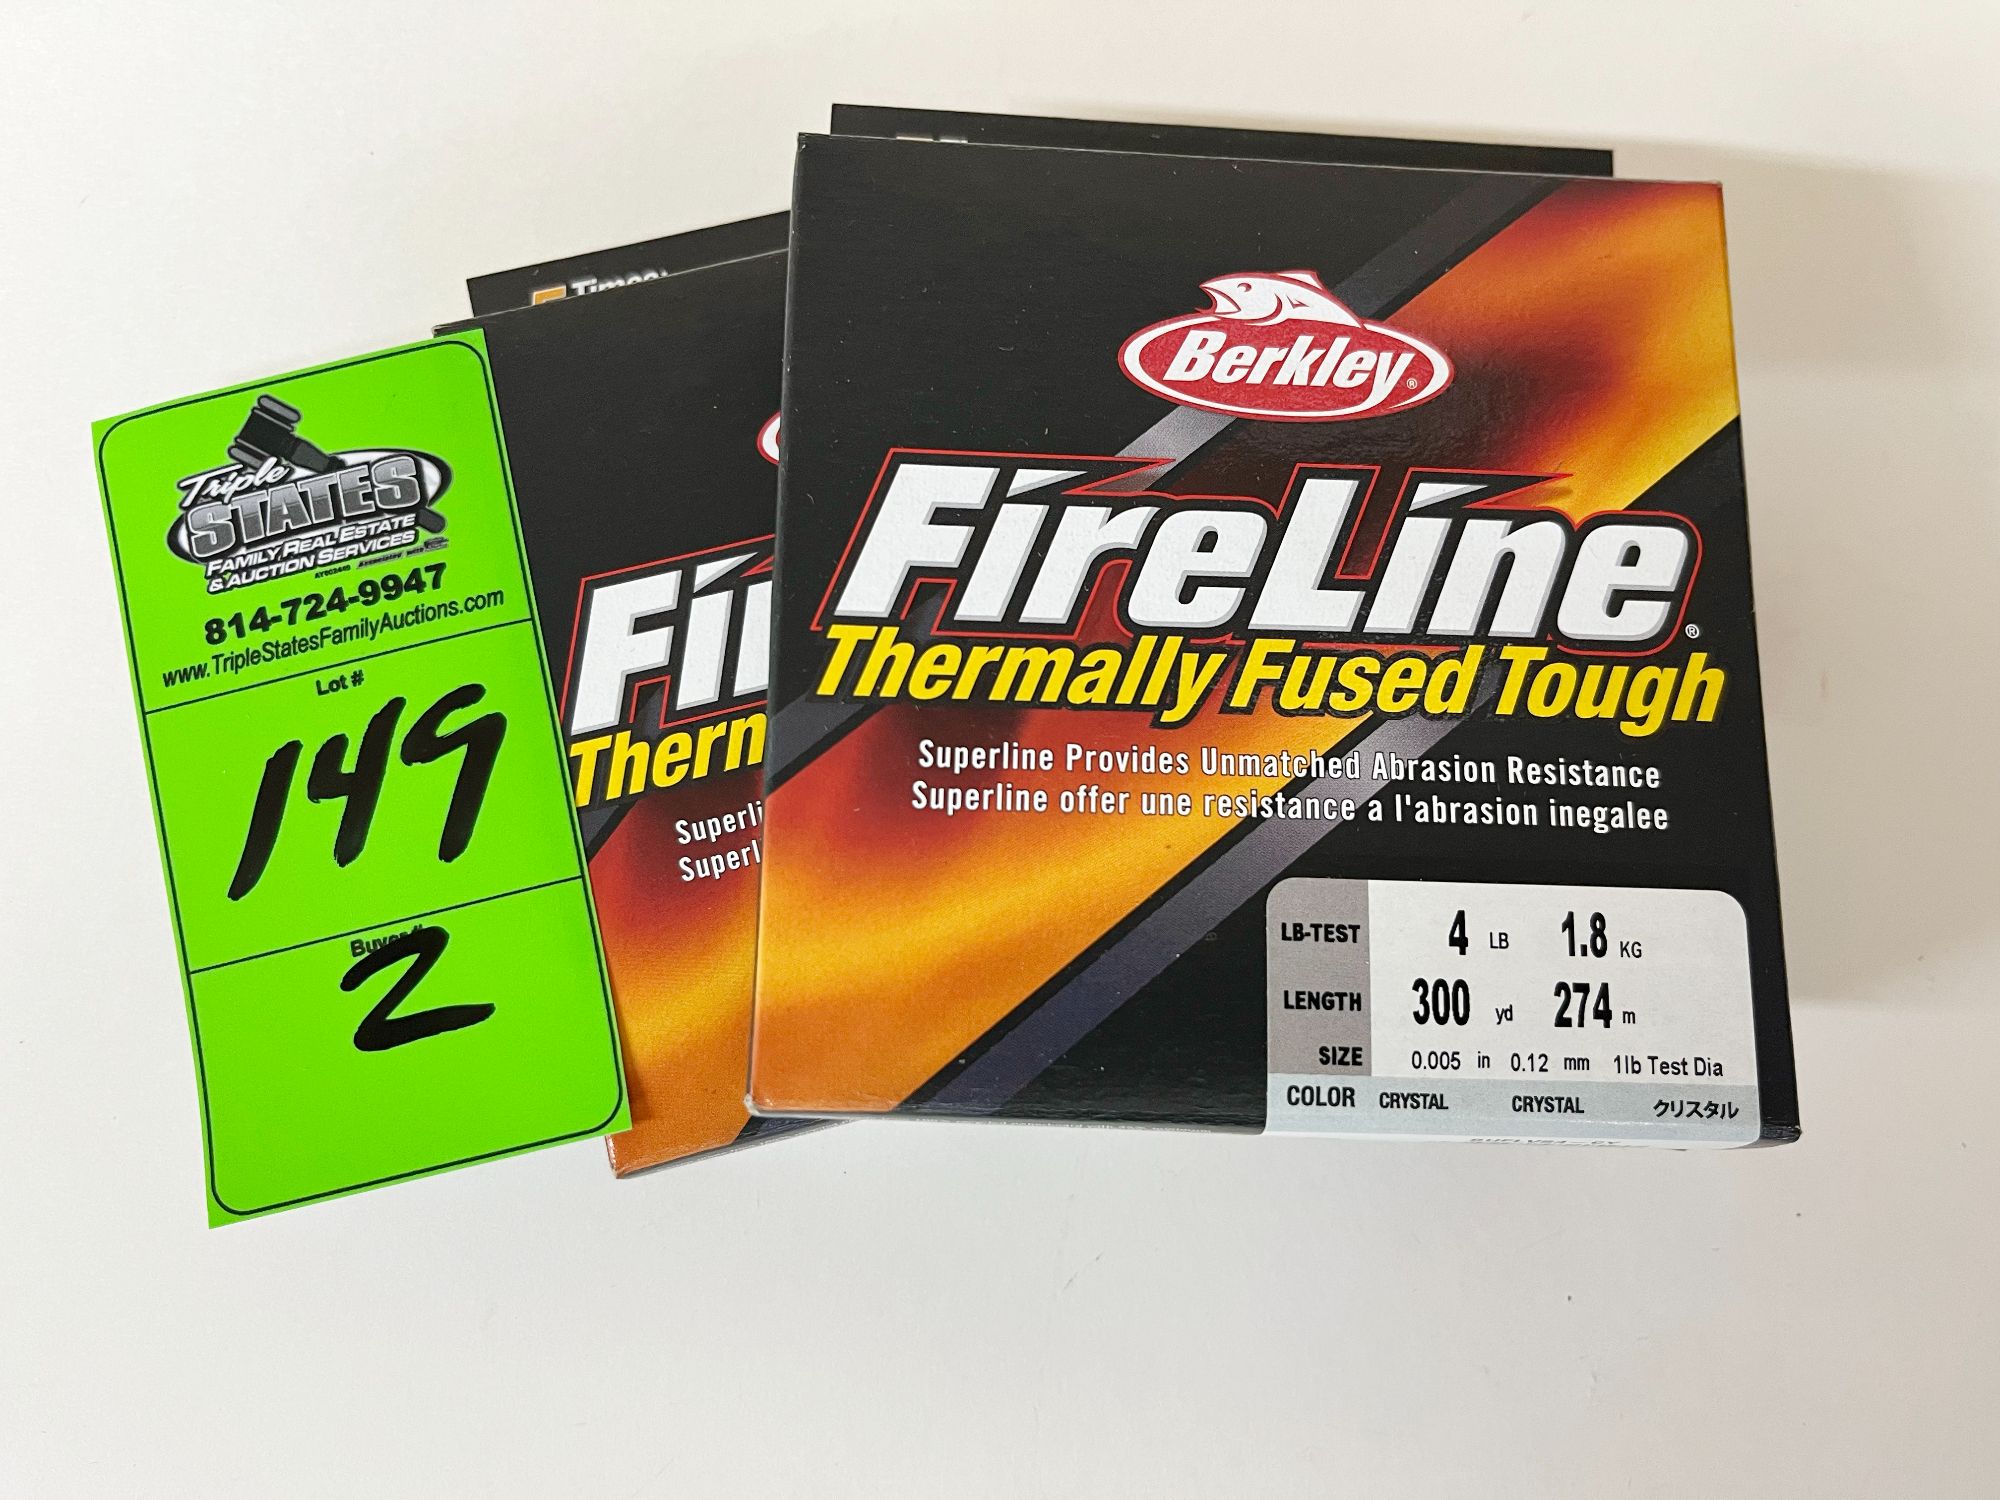 Triple
STATES
FAMILY REAL ESTATE
& AUCTION SERVICES
814-724-9947
www.TripleStatesFamilyAuctions.com
Lot #
149
2
Thern
Superli
Superl
Berkley®
FireLine®
Thermally Fused Tough
Superline Provides Unmatched Abrasion Resistance
Superline offer une resistance a l'abrasion inegalee
LB-TEST 4 LB 1.8 KG
LENGTH 300 yd 274 m
SIZE 0.005 in 0.12 mm 1lb Test Dia
COLOR CRYSTAL CRYSTAL クリスタル